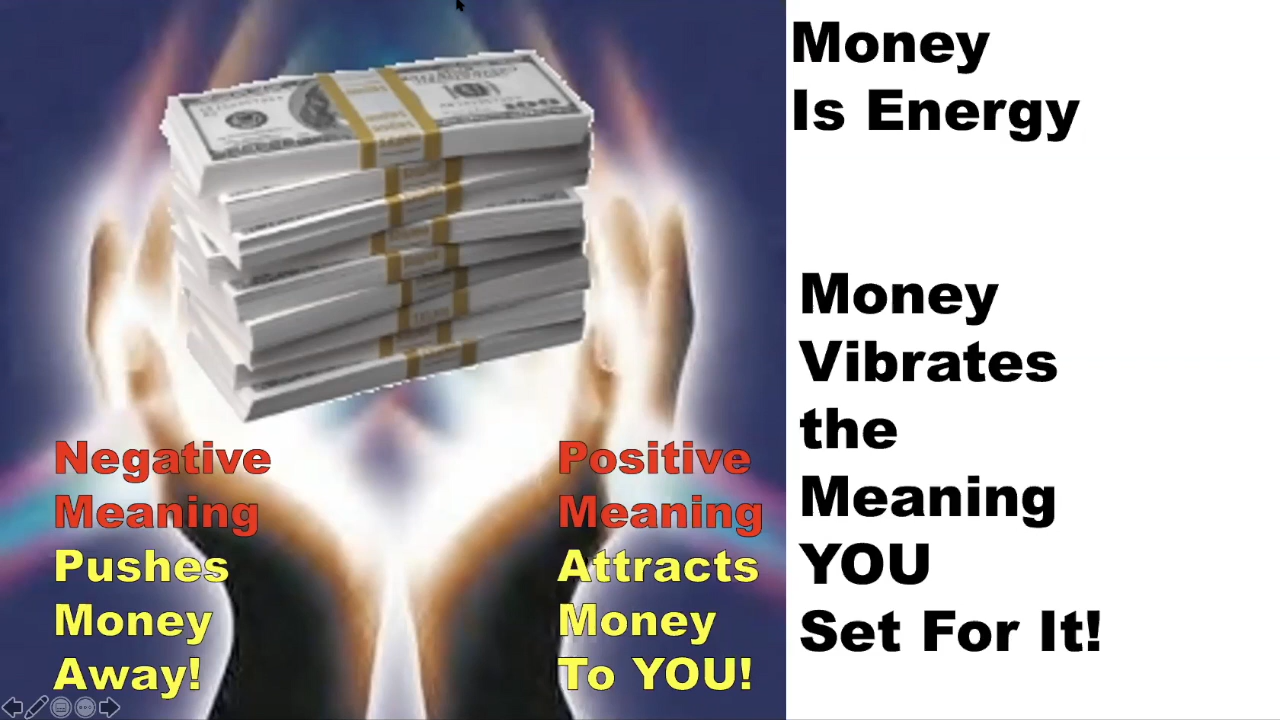 Money
Is Energy
Money
Vibrates
the
Meaning
YOU
Set For It!
Negative
Meaning
Pushes
Money
Away!
Positive
Meaning
Attracts
Money
To YOU!
100